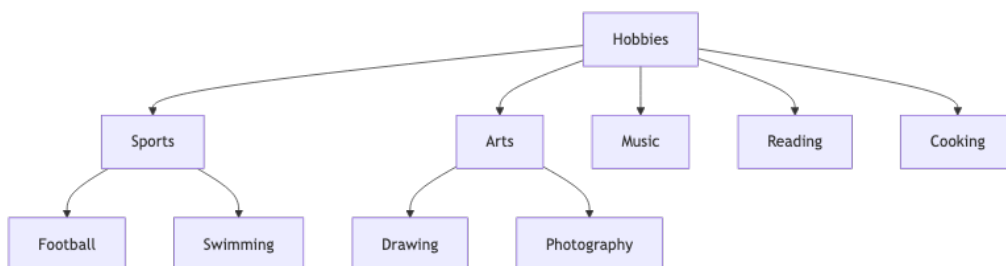 Hobbies
Sports
Arts
Music
Reading
Cooking
Football
Swimming
Drawing
Photography